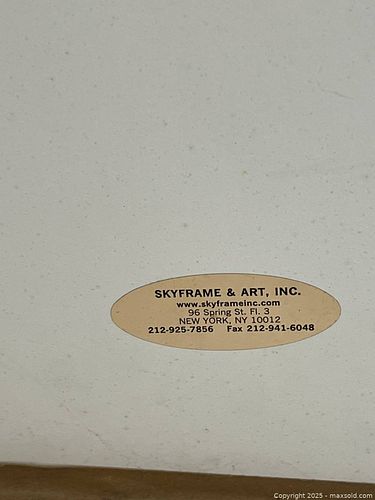 SKYFRAME & ART, INC.
www.skyframeinc.com
96 Spring St. Fl. 3
NEW YORK, NY 10012
212-925-7856 Fax 212-941-6048
Copyright © 2025 - maxsold.com